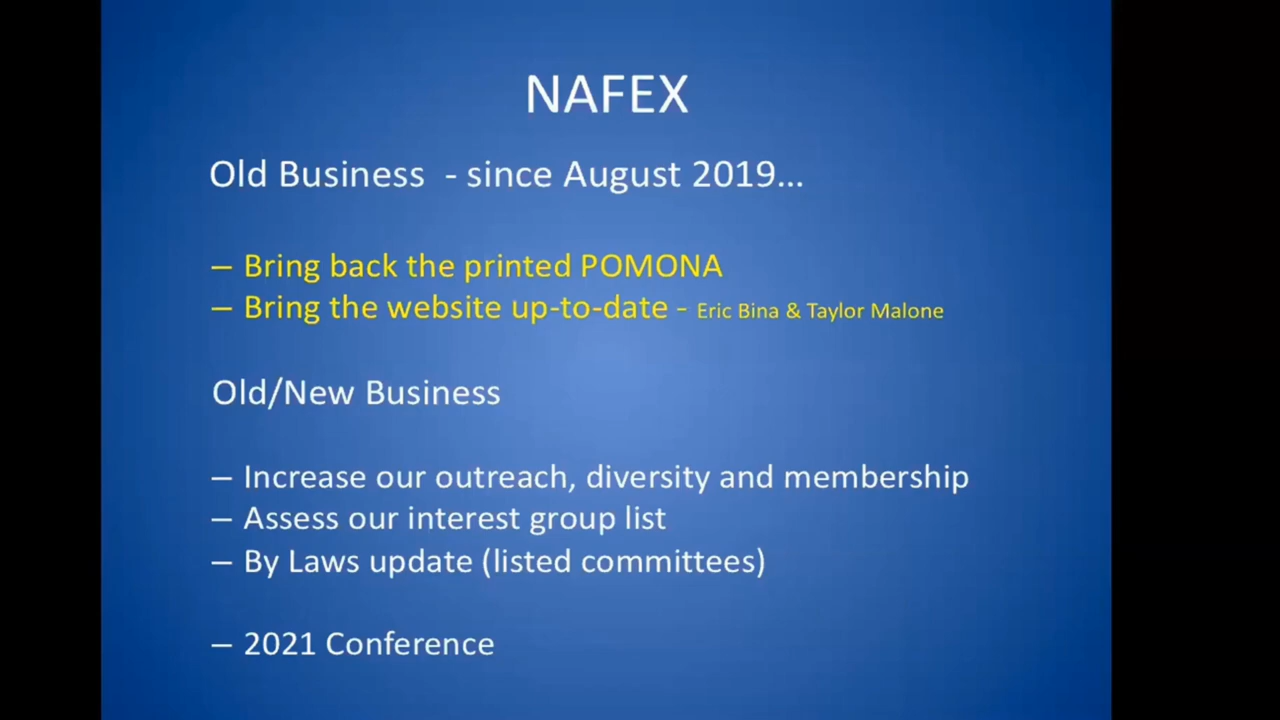 NAFEX
Old Business - since August 2019...
– Bring back the printed POMONA
– Bring the website up-to-date - Eric Bina & Taylor Malone
Old/New Business
– Increase our outreach, diversity and membership
– Assess our interest group list
– By Laws update (listed committees)
– 2021 Conference